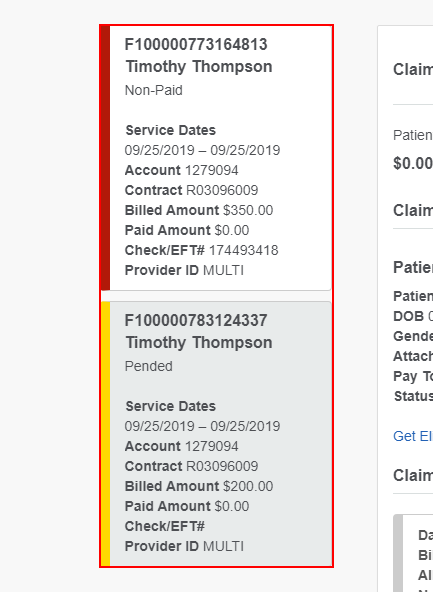 F100000773164813
Timothy Thompson
Non-Paid
Service Dates
09/25/2019 – 09/25/2019
Account 1279094
Contract R03096009
Billed Amount $350.00
Paid Amount $0.00
Check/EFT# 174493418
Provider ID MULTI
F100000783124337
Timothy Thompson
Pended
Service Dates
09/25/2019 – 09/25/2019
Account 1279094
Contract R03096009
Billed Amount $200.00
Paid Amount $0.00
Check/EFT#
Provider ID MULTI
Claim
Patien
$0.00
Claim
Patie
Patien
DOB
Gende
Attach
Pay To
Status
Get El
Claim
Da
Bi
Al